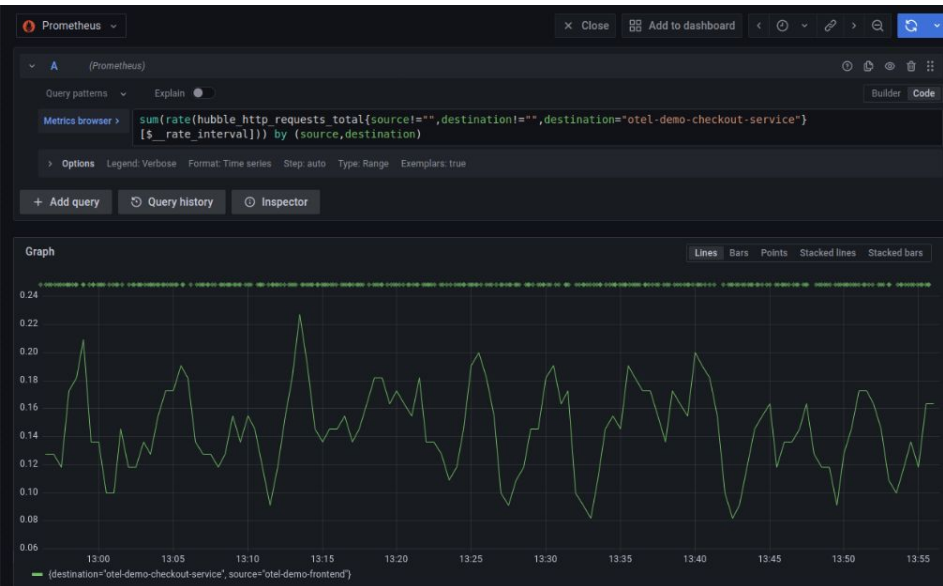 Prometheus
Close
Add to dashboard
A (Prometheus)
Query patterns Explain
Builder Code
Metrics browser >
sum(rate(hubble_http_requests_total{source!="",destination!="",destination="otel-demo-checkout-service"}
[$__rate_interval])) by (source,destination)
> Options Legend: Verbose Format: Time series Step: auto Type: Range Exemplars: true
+ Add query
Query history
Inspector
Graph
Lines Bars Points Stacked lines Stacked bars
0.24
0.22
0.20
0.18
0.16
0.14
0.12
0.10
0.08
0.06
13:00 13:05 13:10 13:15 13:20 13:25 13:30 13:35 13:40 13:45 13:50 13:55
{destination="otel-demo-checkout-service", source="otel-demo-frontend"}